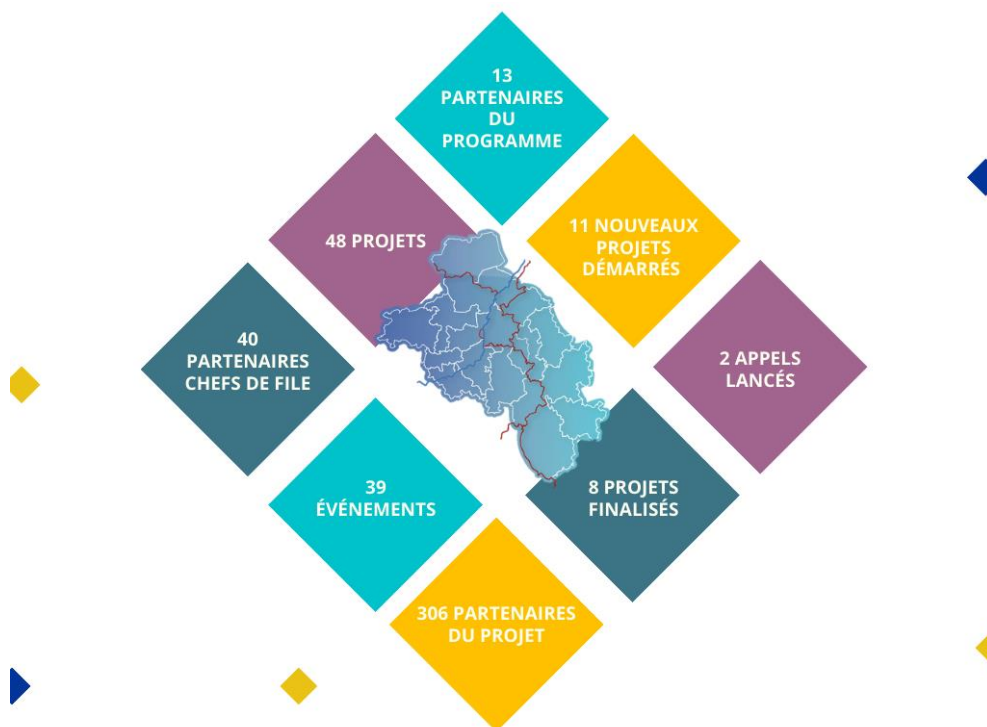 13
PARTENAIRES
DU
PROGRAMME
48 PROJETS
11 NOUVEAUX
PROJETS
DÉMARRÉS
40
PARTENAIRES
CHEFS DE FILE
2 APPELS
LANCÉS
39
ÉVÉNEMENTS
8 PROJETS
FINALISÉS
306 PARTENAIRES
DU PROJET